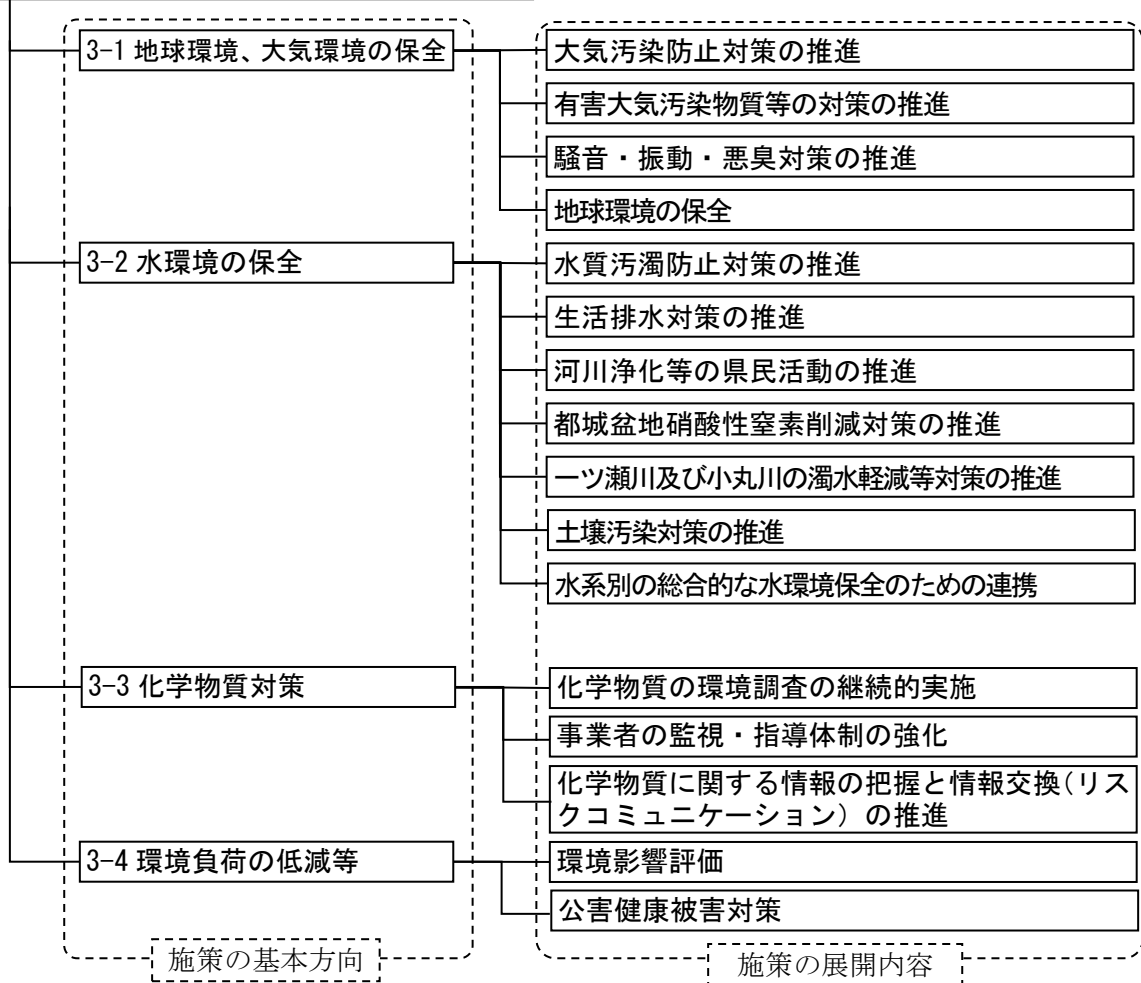 3-1 地球環境、大気環境の保全
大気汚染防止対策の推進
有害大気汚染物質等の対策の推進
騒音・振動・悪臭対策の推進
地球環境の保全
3-2 水環境の保全
水質汚濁防止対策の推進
生活排水対策の推進
河川浄化等の県民活動の推進
都城盆地硝酸性窒素削減対策の推進
一ツ瀬川及び小丸川の濁水軽減等対策の推進
土壌汚染対策の推進
水系別の総合的な水環境保全のための連携
3-3 化学物質対策
化学物質の環境調査の継続的実施
事業者の監視・指導体制の強化
化学物質に関する情報の把握と情報交換(リス
クコミュニケーション）の推進
3-4 環境負荷の低減等
環境影響評価
公害健康被害対策
施策の基本方向
施策の展開内容